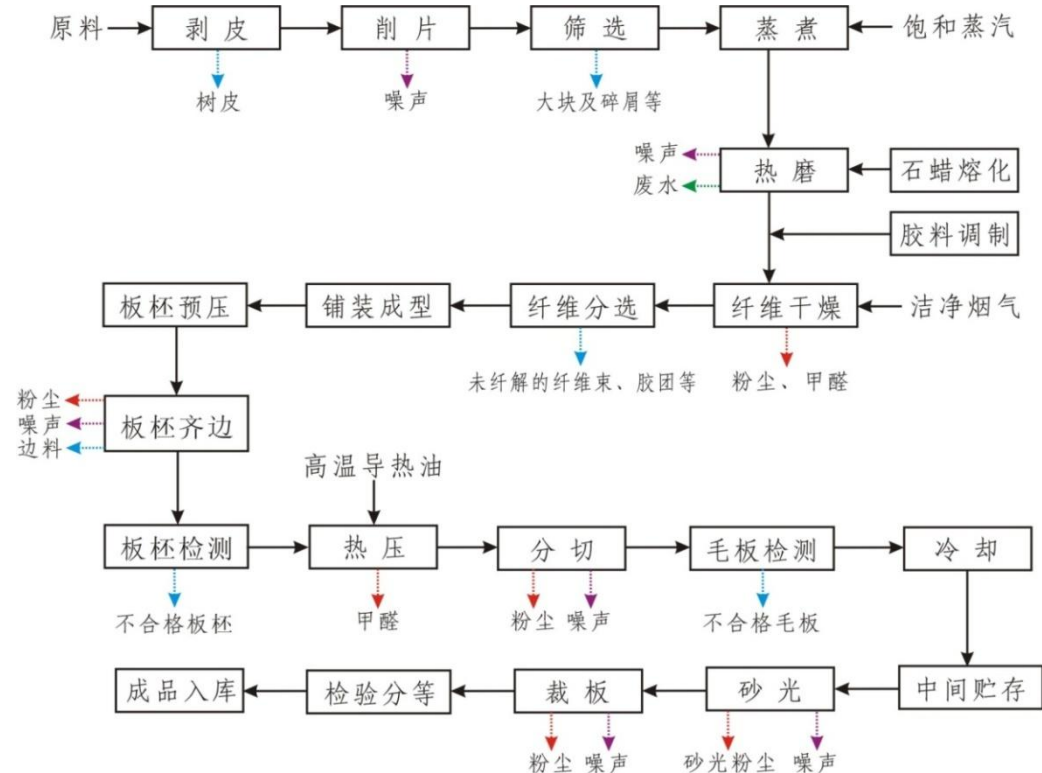 原料 剥皮 削片 筛选 蒸煮 饱和蒸汽
树皮 噪声 大块及碎屑等
噪声
废水
热磨 石蜡熔化
胶料调制
板柸预压 铺装成型 纤维分选 纤维干燥 洁净烟气
未纤解的纤维束、胶团等 粉尘、甲醛
粉尘
噪声
边料
板柸齐边
高温导热油
板柸检测 热压 分切 毛板检测 冷却
不合格板柸 甲醛 粉尘 噪声 不合格毛板
成品入库 检验分等 裁板 砂光 中间贮存
粉尘 噪声 砂光粉尘 噪声